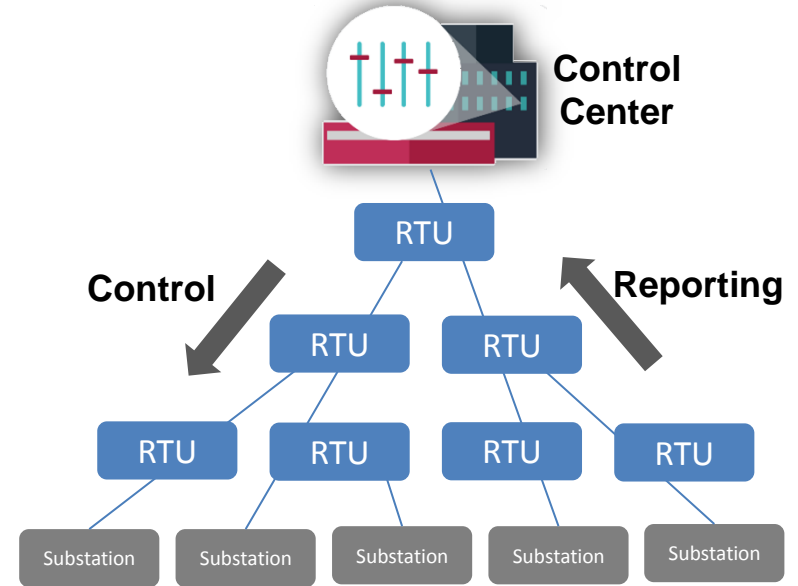 Control
Center
RTU
Control
Reporting
RTU
RTU
RTU
RTU
RTU
RTU
Substation
Substation
Substation
Substation
Substation